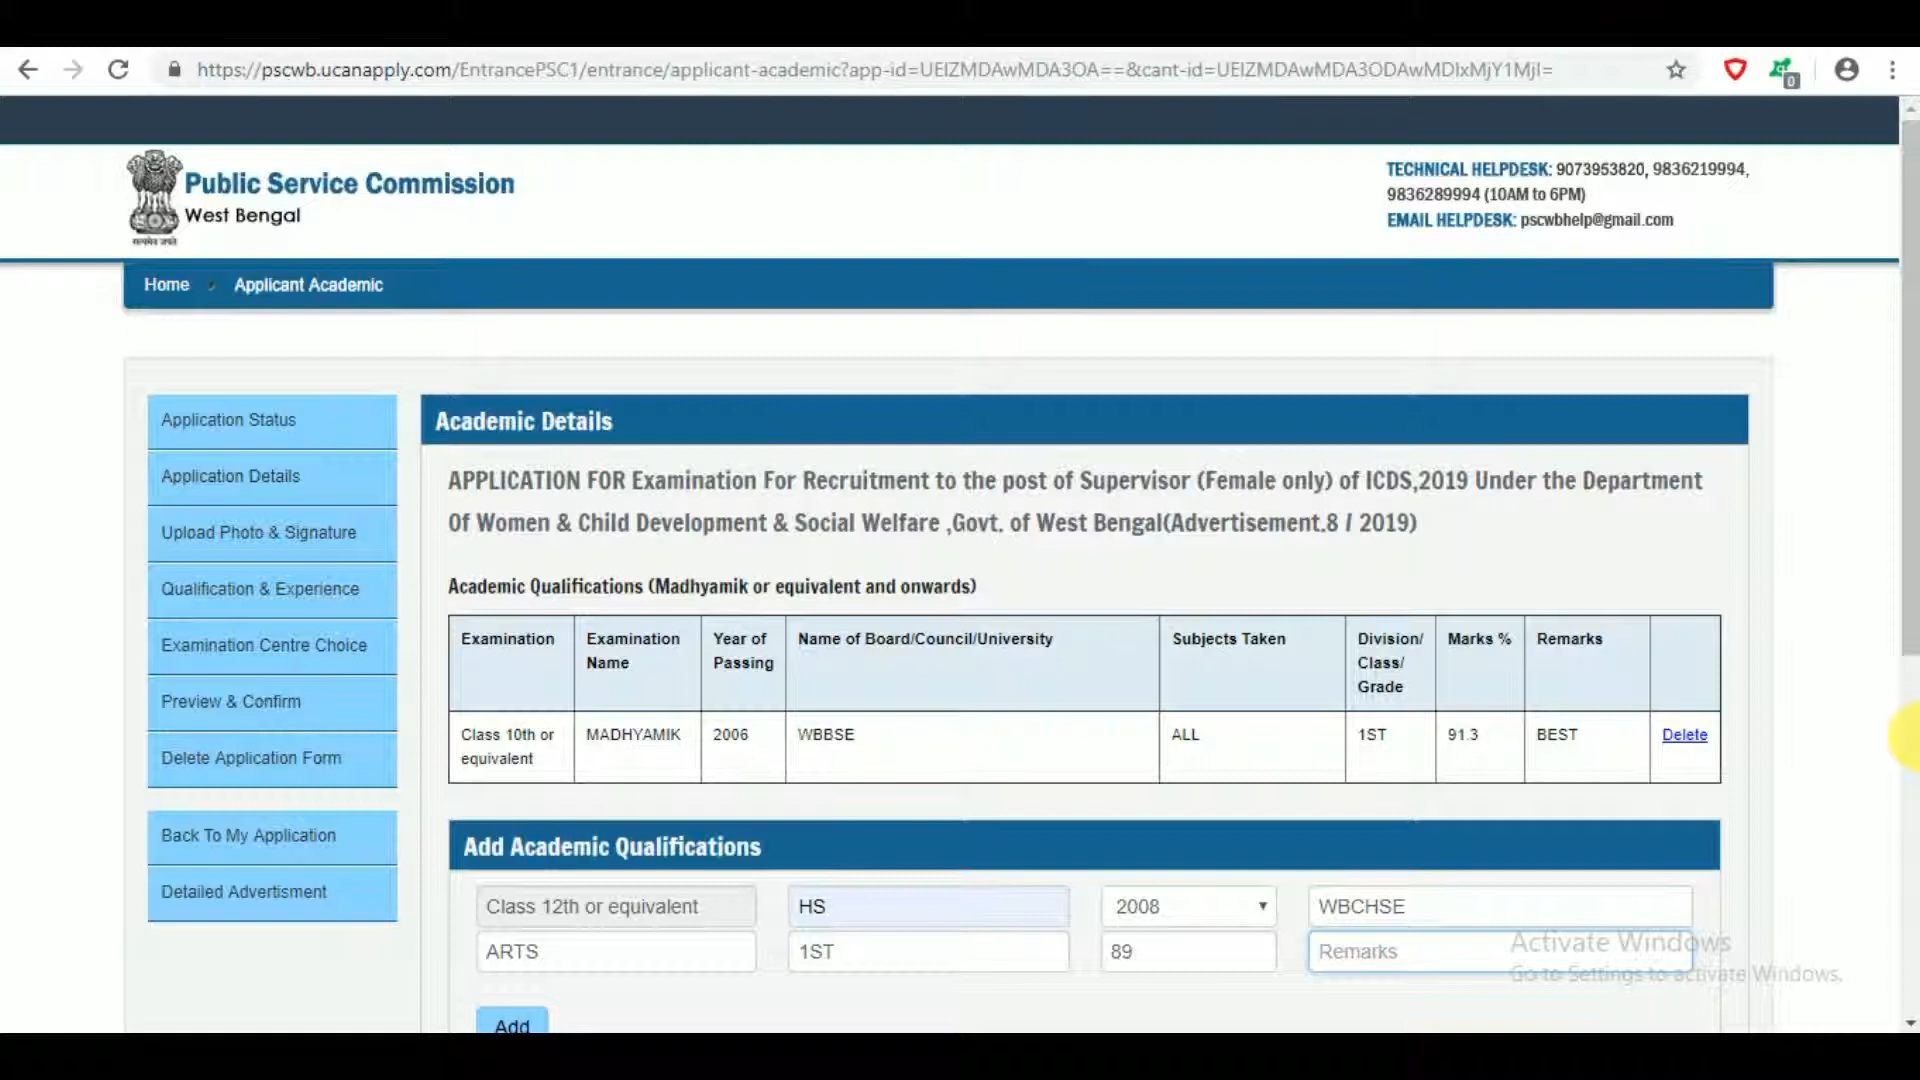 https://pscwb.ucanapply.com/EntrancePSC1/entrance/applicant-academic?app-id=UEIZMDAwMDA3OA==&cant-id=UEIZMDAwMDA3ODAwMDIxMjY1MjI=
0
Public Service Commission
West Bengal
सत्यमेव जयते
TECHNICAL HELPDESK: 9073953820, 9836219994,
9836289994 (10AM to 6PM)
EMAIL HELPDESK: pscwbhelp@gmail.com
Home Applicant Academic
Application Status
Application Details
Upload Photo & Signature
Qualification & Experience
Examination Centre Choice
Preview & Confirm
Delete Application Form
Back To My Application
Detailed Advertisment
Academic Details
APPLICATION FOR Examination For Recruitment to the post of Supervisor (Female only) of ICDS,2019 Under the Department
Of Women & Child Development & Social Welfare ,Govt. of West Bengal(Advertisement.8 / 2019)
Academic Qualifications (Madhyamik or equivalent and onwards)
Examination Examination Year of Name of Board/Council/University Subjects Taken Division/ Marks % Remarks
Name Passing Class/
Grade
Class 10th or MADHYAMIK 2006 WBBSE ALL 1ST 91.3 BEST Delete
equivalent
Add Academic Qualifications
Class 12th or equivalent HS 2008 WBCHSE
ARTS 1ST 89 Remarks
Activate Windows
Go to Settings to activate Windows.
Add